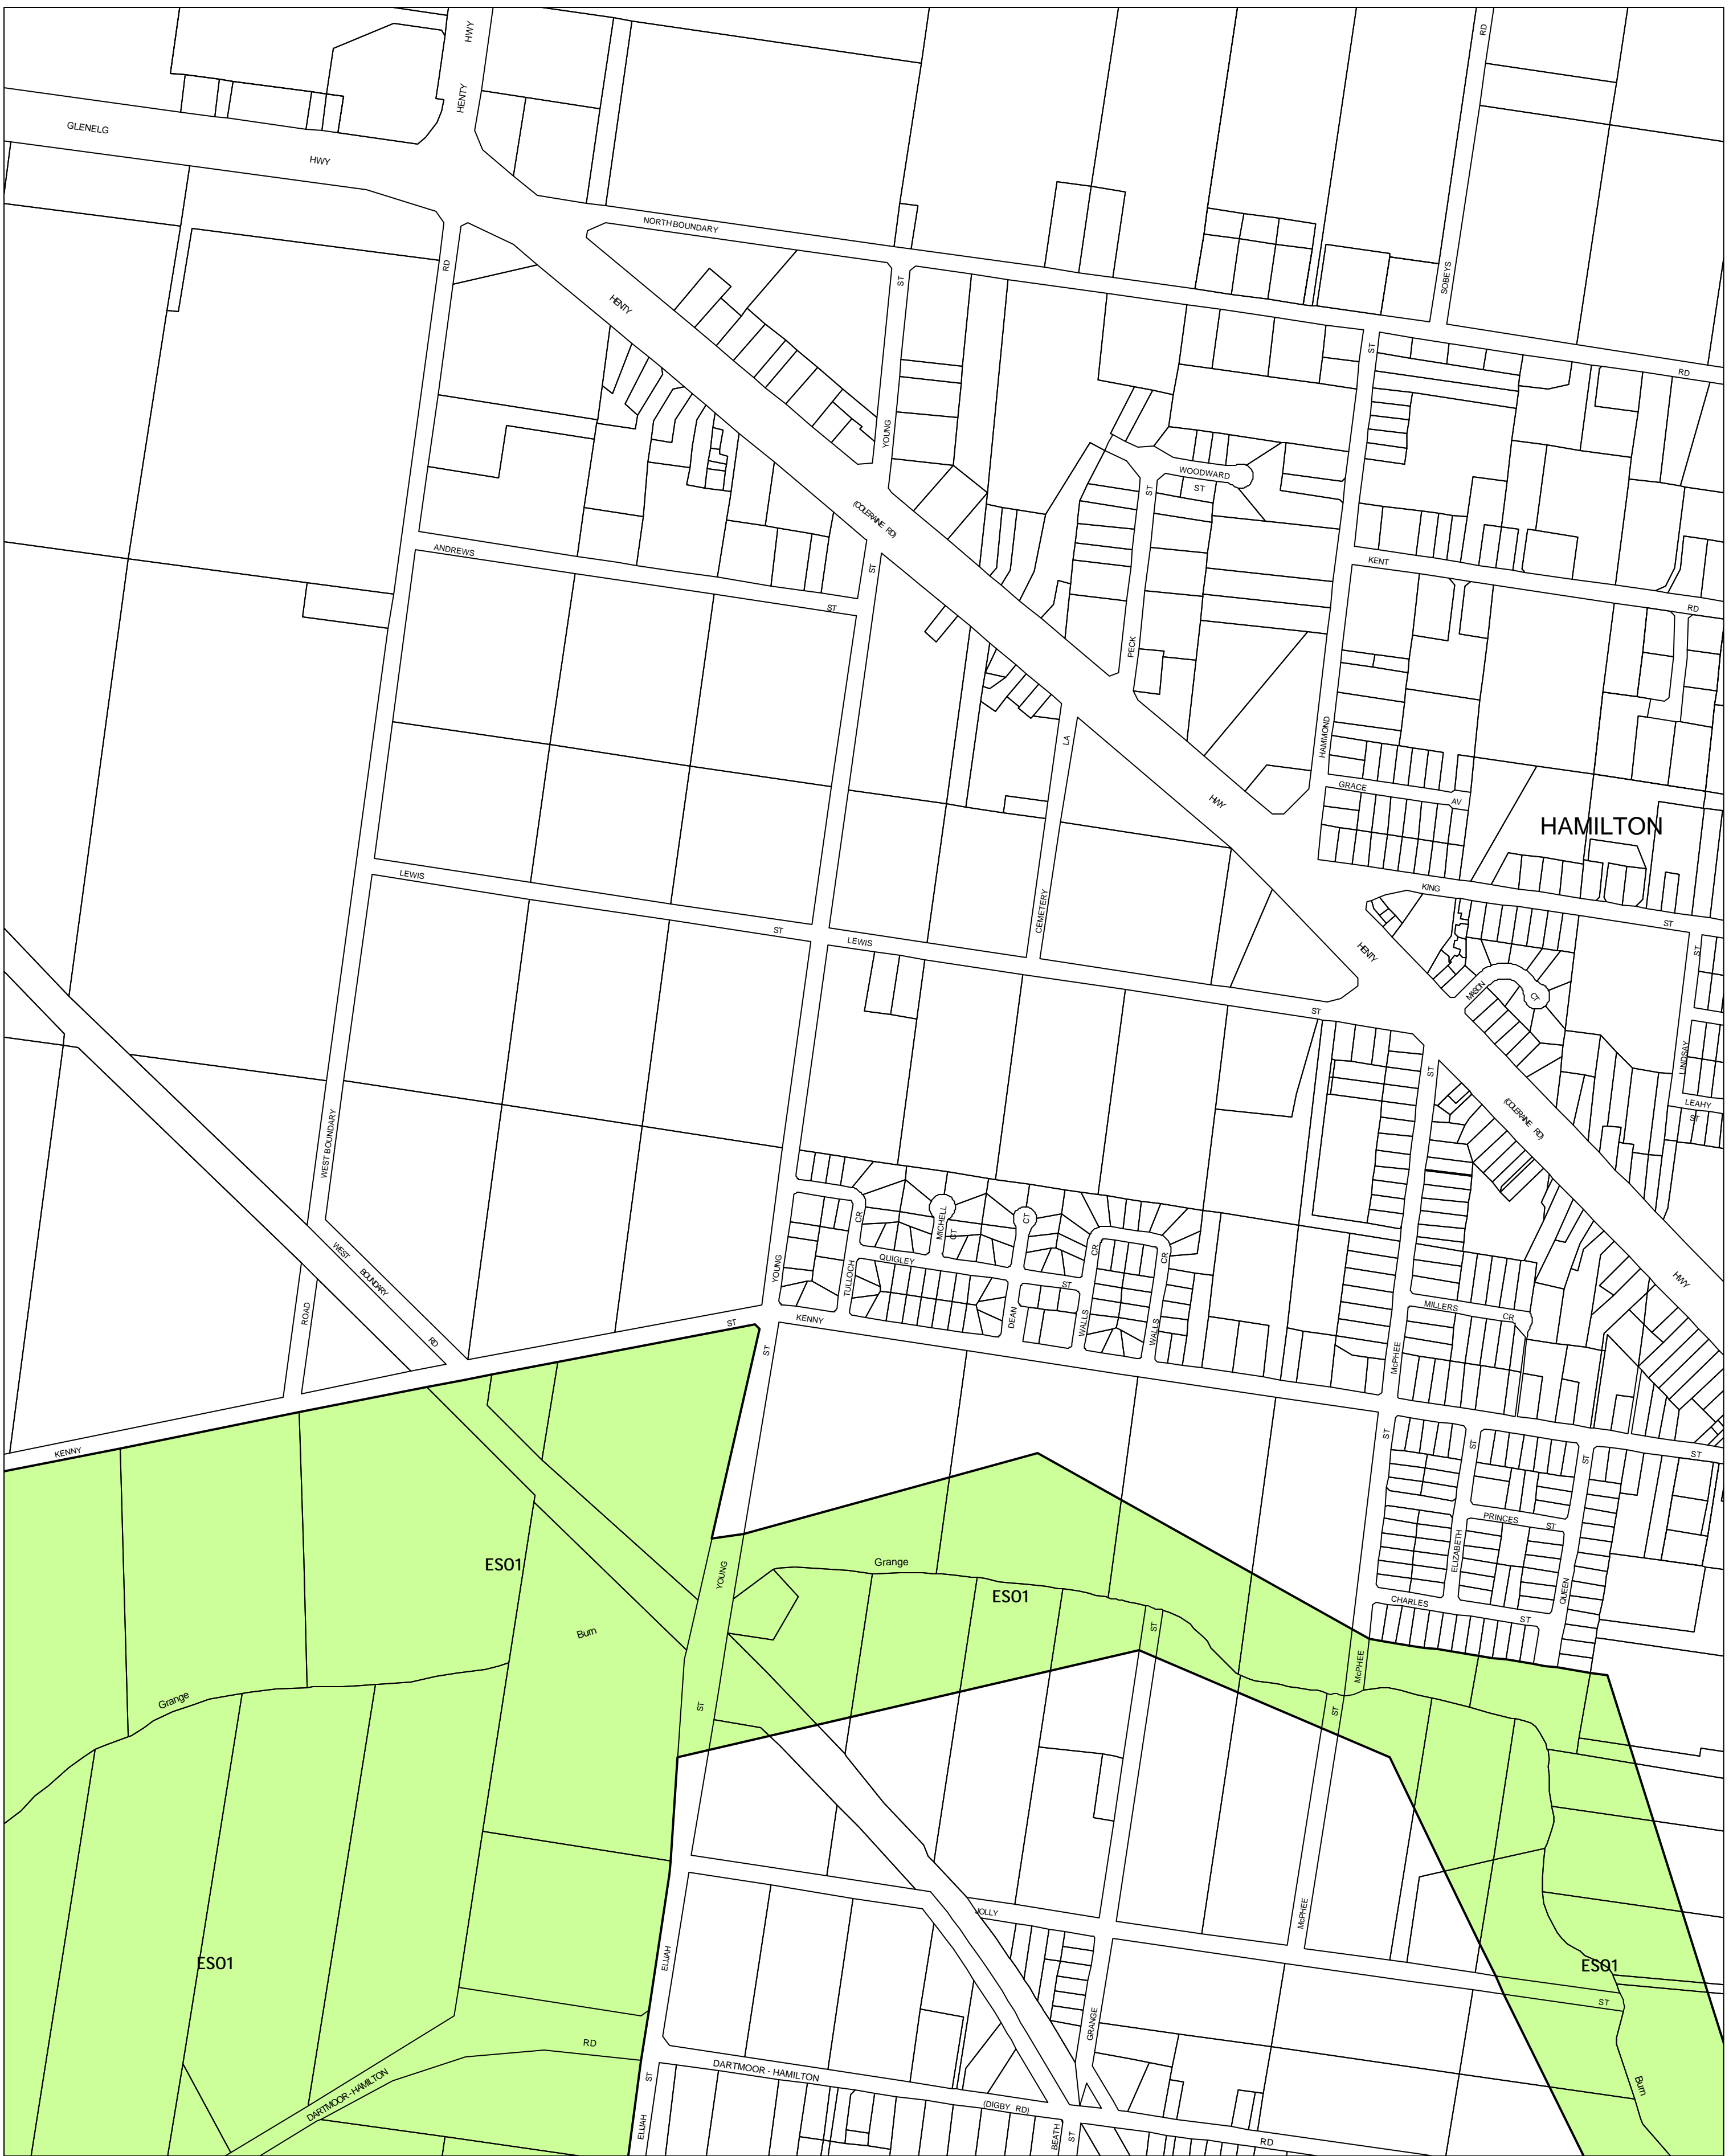 HWY
HENTY
RD
GLENELG
HWY
NORTH BOUNDARY
RD
ST
SOBEYS
HENTY
ST
RD
YOUNG
WOODWARD
ST
ST
(COLERAINE RD)
ANDREWS
ST
KENT
ST
RD
PECK
HAMMOND
LA
GRACE
AV
HWY
HAMILTON
LEWIS
KING
CEMETERY
ST
ST
LEWIS
HENTY
ST
MASON
CT
ST
LINDSAY
ST
LEAHY
ST
(COLERAINE RD)
WEST BOUNDARY
CR
MICHELL
CT
CT
CR
CR
WEST BOUNDARY
QUIGLEY
YOUNG
TULLOCH
ST
HWY
ROAD
RD
ST
KENNY
DEAN
WALLS
WALLS
MILLERS
CR
ST
McPHEE
KENNY
ST
ST
ST
ST
PRINCES
ST
ES01
Grange
YOUNG
ES01
ELIZABETH
QUEEN
CHARLES
ST
Burn
ST
McPHEE
Grange
ST
ST
McPHEE
JOLLY
ELIJAH
ES01
ES01
ST
GRANGE
RD
DARTMOOR - HAMILTON
ST
DARTMOOR - HAMILTON
(DIGBY RD)
Burn
ELIJAH
BEATH
ST
RD